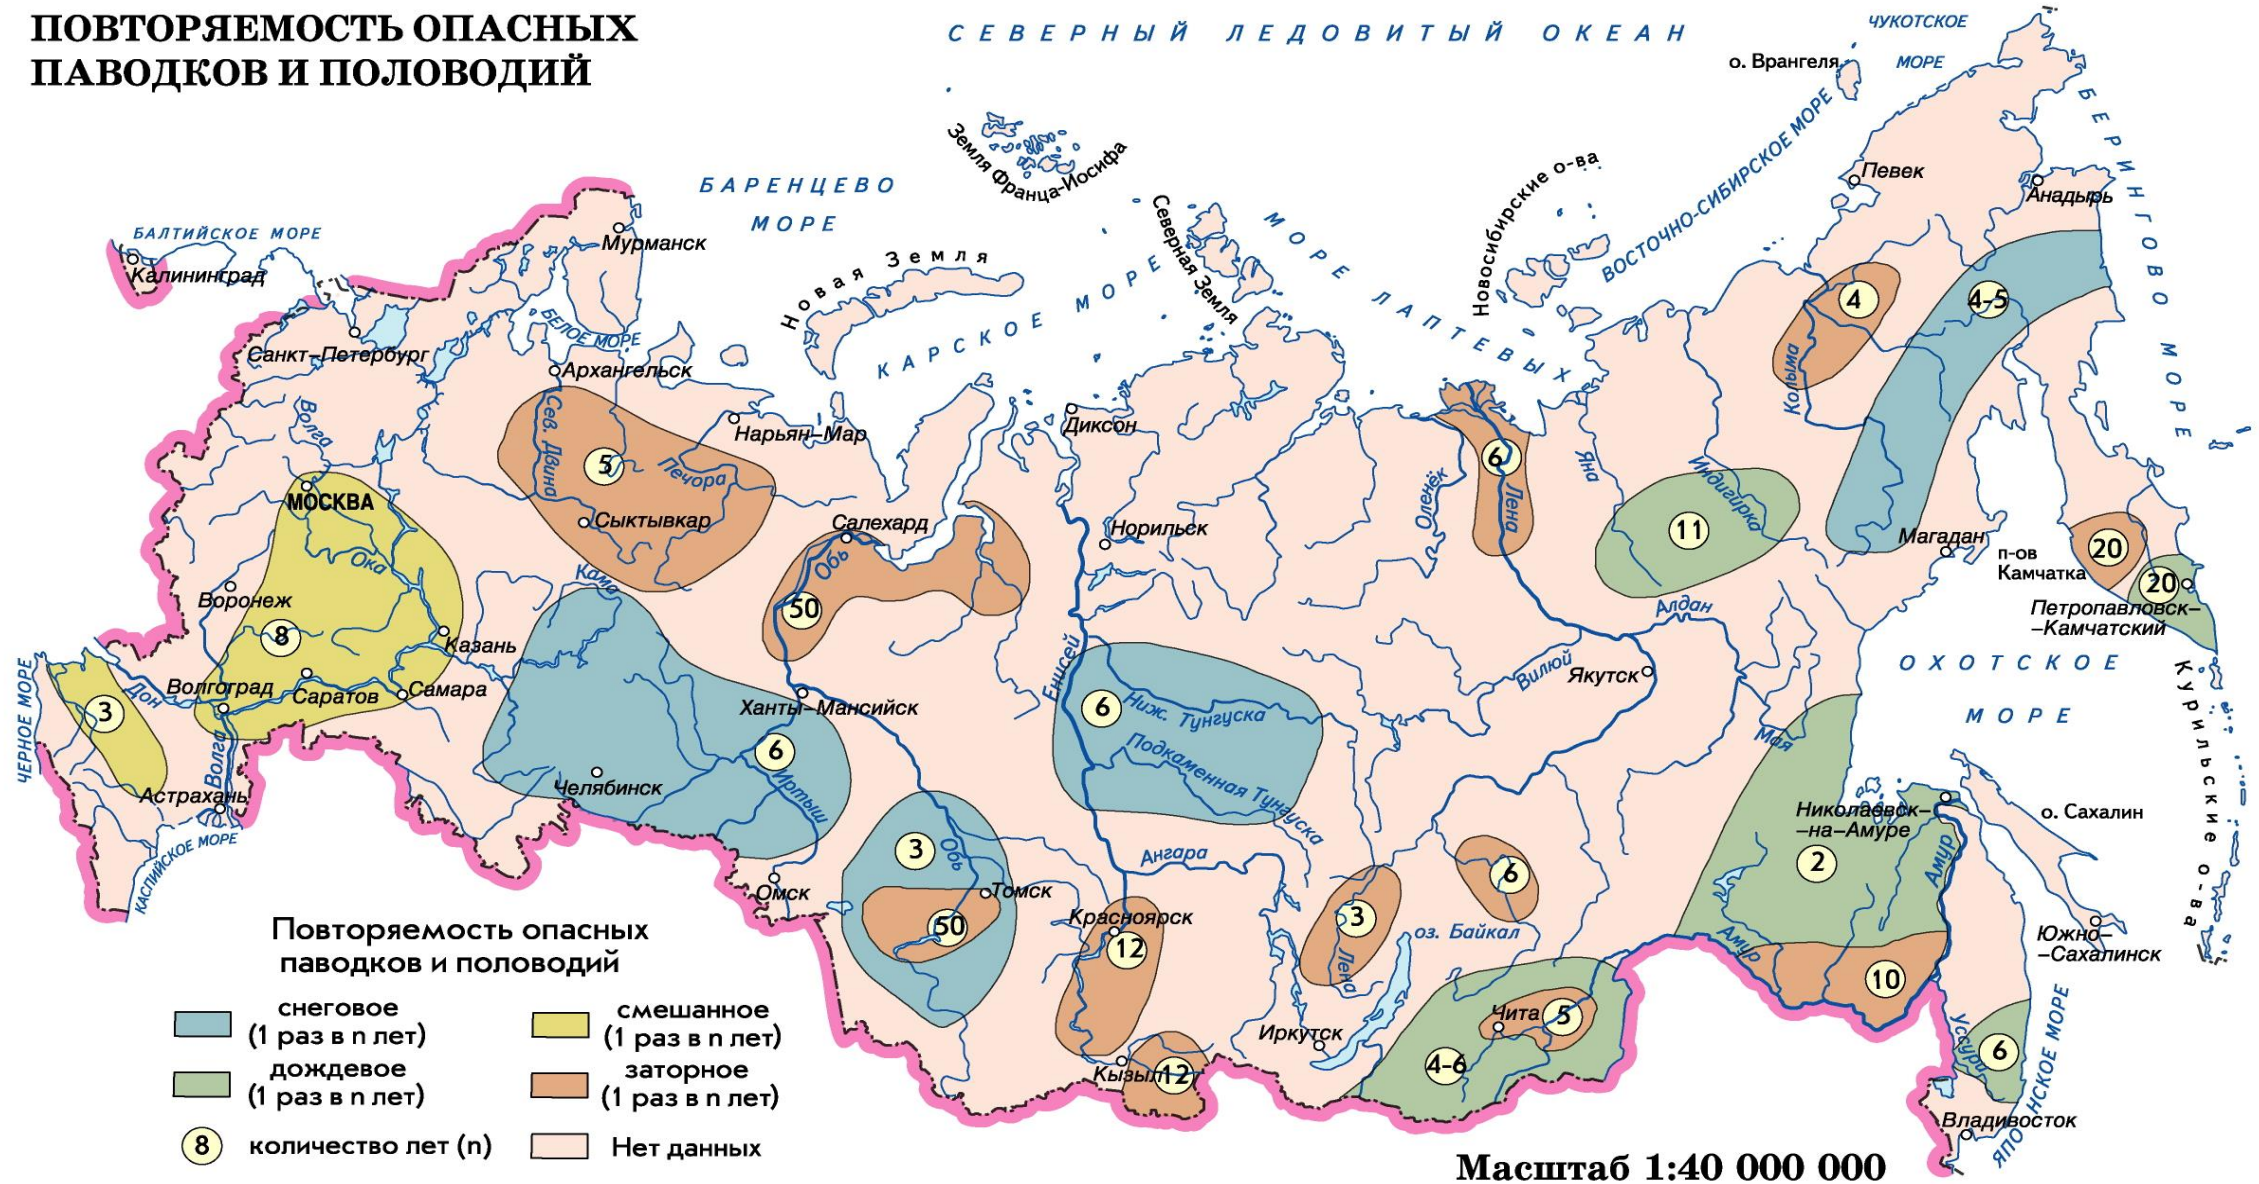 ПОВТОРЯЕМОСТЬ ОПАСНЫХ
ПАВОДКОВ И ПОЛОВОДИЙ
СЕВЕРНЫЙ ЛЕДОВИТЫЙ ОКЕАН
ЧУКОТСКОЕ
МОРЕ
о. Врангеля
БЕРИНГОВО МОРЕ
ВОСТОЧНО-СИБИРСКОЕ МОРЕ
Певек
Анадырь
Земля Франца-Иосифа
Новосибирские о-ва
Северная Земля
МОРЕ ЛАПТЕВЫХ
БАРЕНЦЕВО
МОРЕ
Новая Земля
КАРСКОЕ МОРЕ
БАЛТИЙСКОЕ МОРЕ
Калининград
Мурманск
БЕЛОЕ МОРЕ
Санкт–Петербург
Архангельск
Нарьян–Мар
Диксон
4
4-5
Колыма
Волга
Сев. Двина
5
Печора
Сыктывкар
МОСКВА
Ока
Салехард
Обь
50
Норильск
Оленёк
6
Лена
Яна
Индигирка
11
Магадан
п-ов
Камчатка
20
20
Петропавловск–
–Камчатский
Воронеж
8
Кама
Казань
Енисей
6
Ниж. Тунгуска
Подкаменная Тунгуска
Вилюй
Якутск
Алдан
Мая
ОХОТСКОЕ
МОРЕ
Курильские о-ва
ЧЕРНОЕ МОРЕ
3
Дон
Волгоград
Саратов
Самара
Волга
Астрахань
КАСПИЙСКОЕ МОРЕ
Ханты–Мансийск
6
Иртыш
Челябинск
Омск
3
Обь
Томск
50
Ангара
Красноярск
12
Кызыл
12
3
Лена
6
оз. Байкал
Иркутск
Чита
5
4-6
Николаевск–
–на–Амуре
2
Амур
Амур
10
о. Сахалин
Южно–
–Сахалинск
Уссури
6
Владивосток
ЯПОНСКОЕ МОРЕ
Повторяемость опасных
паводков и половодий
снеговое
(1 раз в n лет)
смешанное
(1 раз в n лет)
дождевое
(1 раз в n лет)
заторное
(1 раз в n лет)
8
количество лет (n)
Нет данных
Масштаб 1:40 000 000